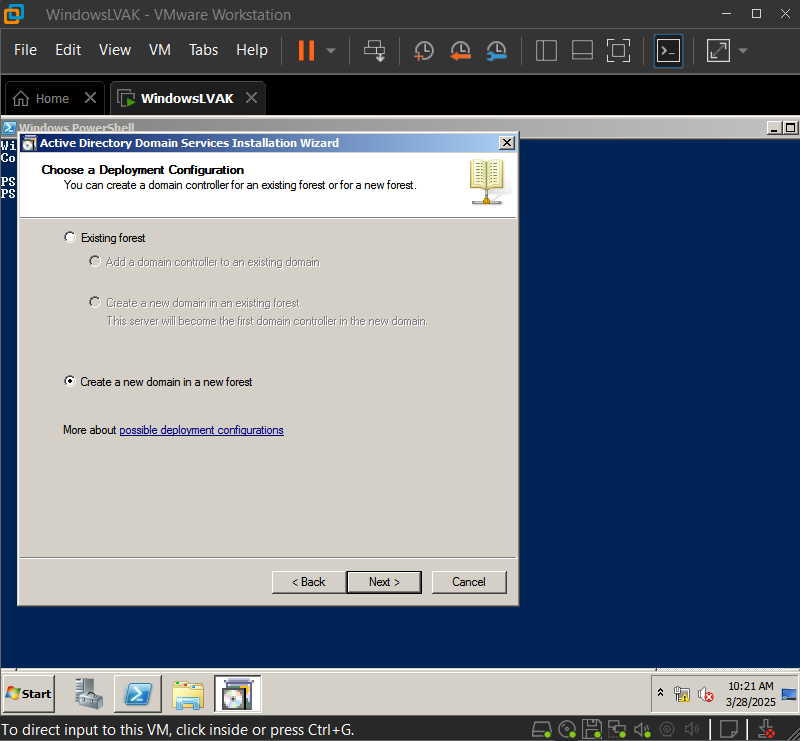 WindowsLVAK - VMware Workstation
File Edit View VM Tabs Help
Home WindowsLVAK
Windows PowerShell
Wi
Co
PS
PS
Active Directory Domain Services Installation Wizard
Choose a Deployment Configuration
You can create a domain controller for an existing forest or for a new forest.
Existing forest
Add a domain controller to an existing domain
Create a new domain in an existing forest
This server will become the first domain controller in the new domain.
Create a new domain in a new forest
More about possible deployment configurations
< Back Next > Cancel
Start
10:21 AM
3/28/2025
To direct input to this VM, click inside or press Ctrl+G.